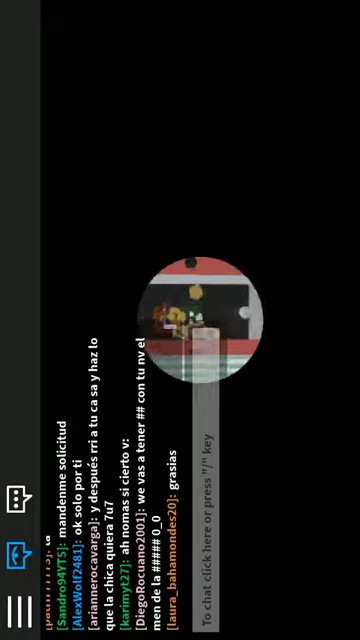 [Sandro94YT5]: mandenme solicitud
[AlexWolf2481]: ok solo por ti
[ariannerocavarga]: y después rri a tu ca sa y haz lo
que la chica quiera 7u7
[karimyt27]: ah nomas si cierto v:
[DiegoRocuano2001]: we vas a tener ## con tu nv el
men de la ##### 0_0
[laura_bahamondes20]: grasias
To chat click here or press "/" key